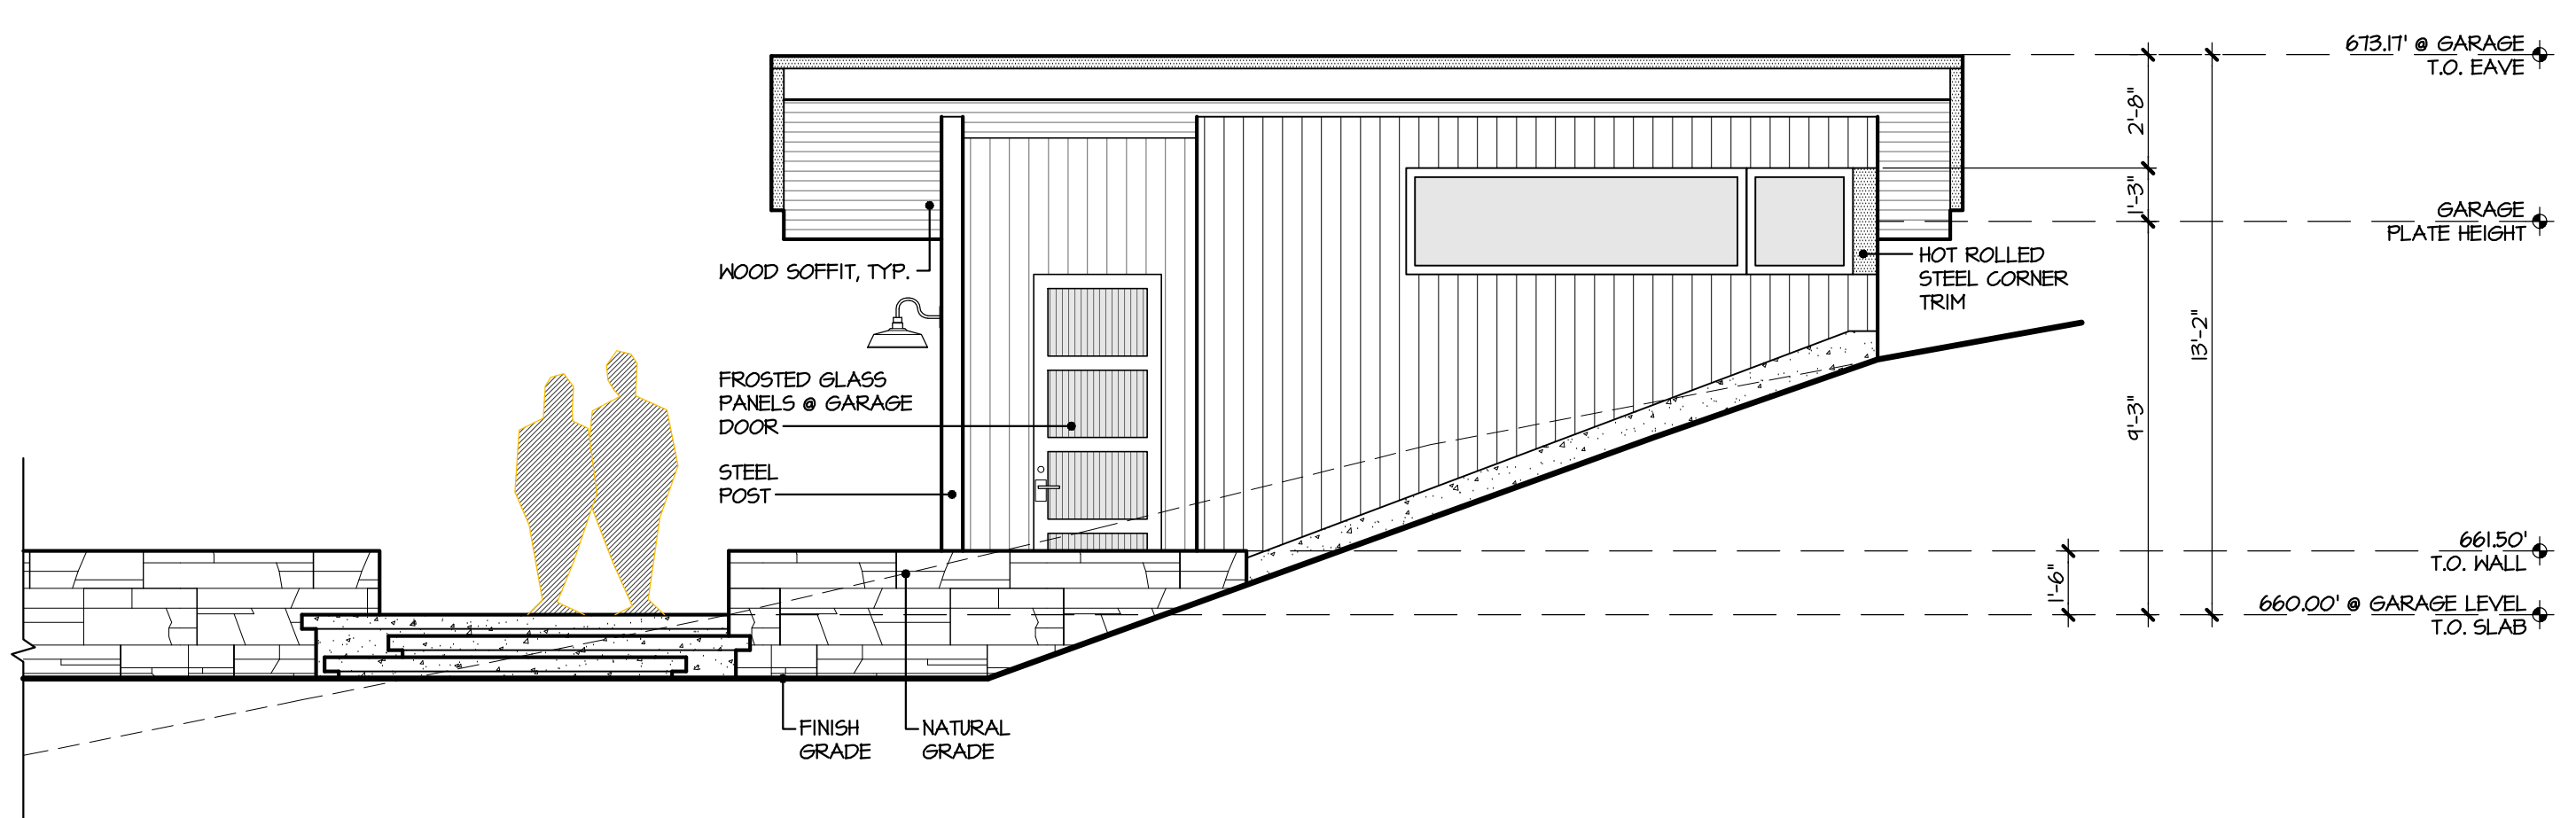 673.17' @ GARAGE
T.O. EAVE
2'-8"
1'-3"
GARAGE
PLATE HEIGHT
WOOD SOFFIT, TYP.
HOT ROLLED
STEEL CORNER
TRIM
13'-2"
FROSTED GLASS
PANELS @ GARAGE
DOOR
9'-3"
STEEL
POST
661.50'
T.O. WALL
1'-6"
660.00' @ GARAGE LEVEL
T.O. SLAB
FINISH
GRADE
NATURAL
GRADE